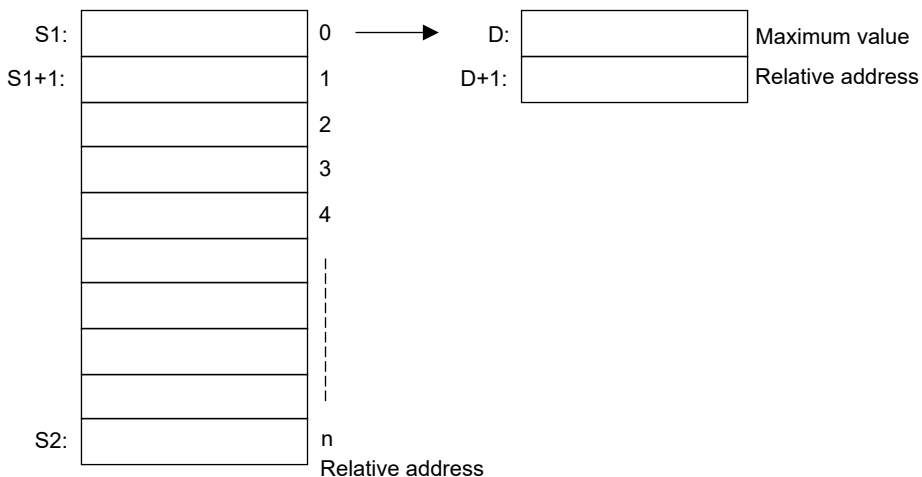 S1: 0 D: Maximum value
S1+1: 1 D+1: Relative address
2
3
4
S2: n
Relative address